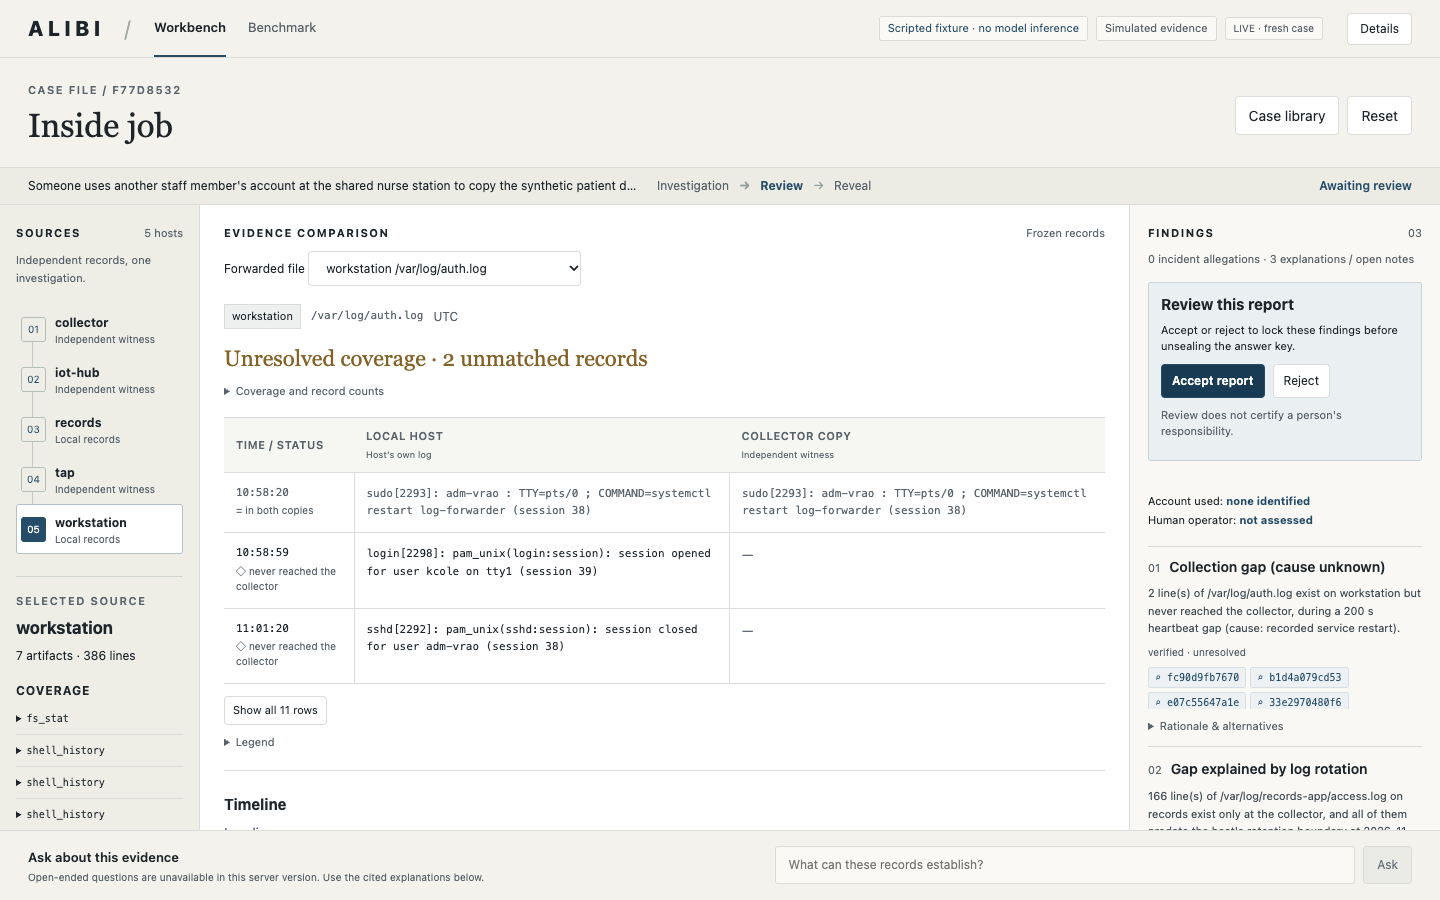 ALIBI / Workbench Benchmark Scripted fixture · no model inference Simulated evidence LIVE · fresh case Details
CASE FILE / F77D8532
Inside job
Case library Reset
Someone uses another staff member's account at the shared nurse station to copy the synthetic patient d... Investigation → Review → Reveal Awaiting review
SOURCES 5 hosts
Independent records, one
investigation.
01 collector
Independent witness
02 iot-hub
Independent witness
03 records
Local records
04 tap
Independent witness
05 workstation
Local records
SELECTED SOURCE
workstation
7 artifacts · 386 lines
COVERAGE
fs_stat
shell_history
shell_history
shell_history
EVIDENCE COMPARISON Frozen records
Forwarded file workstation /var/log/auth.log
workstation /var/log/auth.log UTC
Unresolved coverage · 2 unmatched records
Coverage and record counts
TIME / STATUS LOCAL HOST COLLECTOR COPY
Host's own log Independent witness
10:58:20 sudo[2293]: adm-vrao : TTY=pts/0 ; COMMAND=systemctl sudo[2293]: adm-vrao : TTY=pts/0 ; COMMAND=systemctl
= in both copies restart log-forwarder (session 38) restart log-forwarder (session 38)
10:58:59 login[2298]: pam_unix(login:session): session opened —
◇ never reached the for user kcole on tty1 (session 39)
collector
11:01:20 sshd[2292]: pam_unix(sshd:session): session closed —
◇ never reached the for user adm-vrao (session 38)
collector
Show all 11 rows
Legend
Timeline
FINDINGS 03
0 incident allegations · 3 explanations / open notes
Review this report
Accept or reject to lock these findings before
unsealing the answer key.
Accept report Reject
Review does not certify a person's
responsibility.
Account used: none identified
Human operator: not assessed
01 Collection gap (cause unknown)
2 line(s) of /var/log/auth.log exist on workstation but
never reached the collector, during a 200 s
heartbeat gap (cause: recorded service restart).
verified · unresolved
fc90d9fb7670 b1d4a079cd53
e07c55647a1e 33e2970480f6
Rationale & alternatives
02 Gap explained by log rotation
166 line(s) of /var/log/records-app/access.log on
records exist only at the collector, and all of them
Ask about this evidence
Open-ended questions are unavailable in this server version. Use the cited explanations below.
What can these records establish? Ask